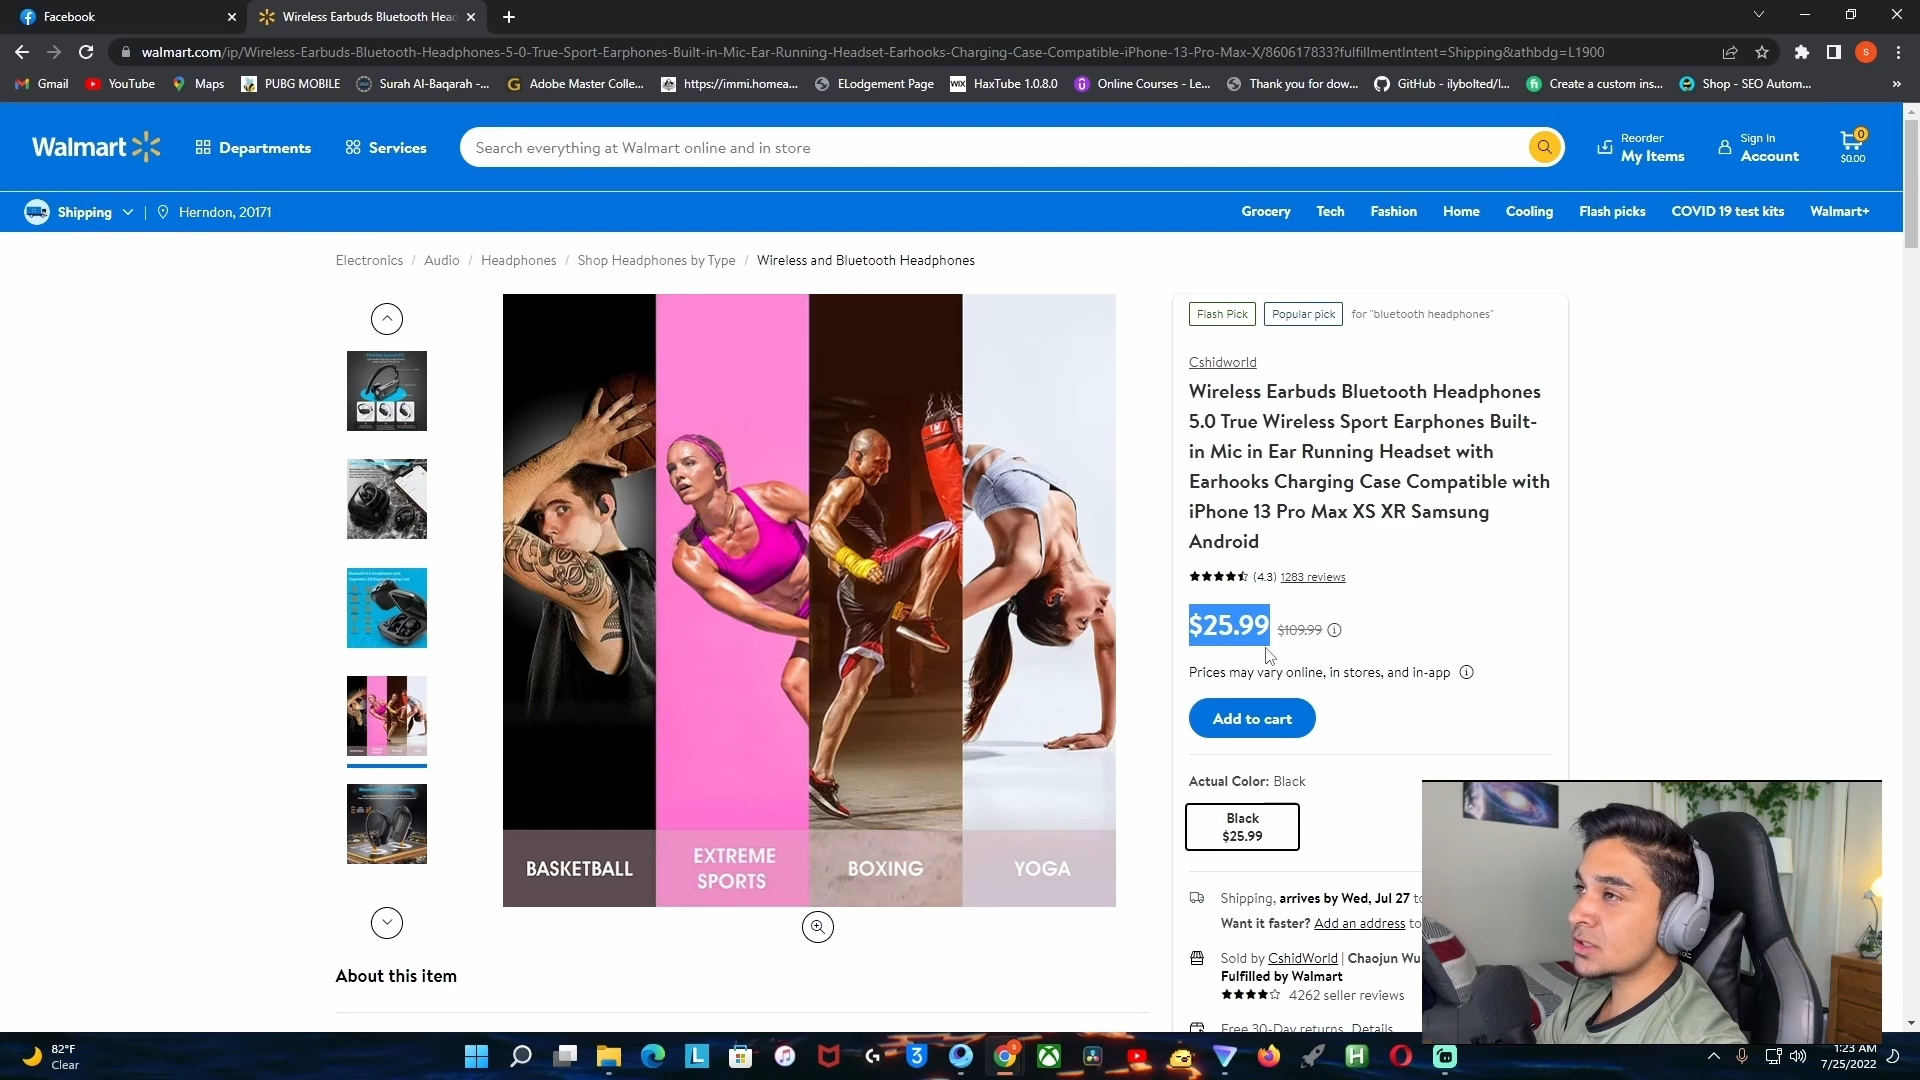 Facebook
Wireless Earbuds Bluetooth Head
walmart.com/ip/Wireless-Earbuds-Bluetooth-Headphones-5-0-True-Sport-Earphones-Built-in-Mic-Ear-Running-Headset-Earhooks-Charging-Case-Compatible-iPhone-13-Pro-Max-X/860617833?fulfillmentIntent=Shipping&athbdg=L1900
S
Gmail YouTube Maps PUBG MOBILE Surah Al-Baqarah -... Adobe Master Colle... https://immi.homea... ELodgement Page HaxTube 1.0.8.0 Online Courses - Le... Thank you for dow... GitHub - ilybolted/l... Create a custom ins... Shop - SEO Autom...
Walmart Departments Services Search everything at Walmart online and in store
Reorder
My Items
Sign In
Account
0
$0.00
Shipping Herndon, 20171
Grocery Tech Fashion Home Cooling Flash picks COVID 19 test kits Walmart+
Electronics / Audio / Headphones / Shop Headphones by Type / Wireless and Bluetooth Headphones
BASKETBALL
EXTREME
SPORTS
BOXING
YOGA
About this item
Flash Pick Popular pick for "bluetooth headphones"
Cshidworld
Wireless Earbuds Bluetooth Headphones
5.0 True Wireless Sport Earphones Built-
in Mic in Ear Running Headset with
Earhooks Charging Case Compatible with
iPhone 13 Pro Max XS XR Samsung
Android
(4.3) 1283 reviews
$25.99 $109.99
Prices may vary online, in stores, and in-app
Add to cart
Actual Color: Black
Black
$25.99
Shipping, arrives by Wed, Jul 27 to
Want it faster? Add an address to
Sold by CshidWorld | Chaojun Wu
Fulfilled by Walmart
4262 seller reviews
Free 30-Day returns Details
82°F
Clear
1:23 AM
7/25/2022